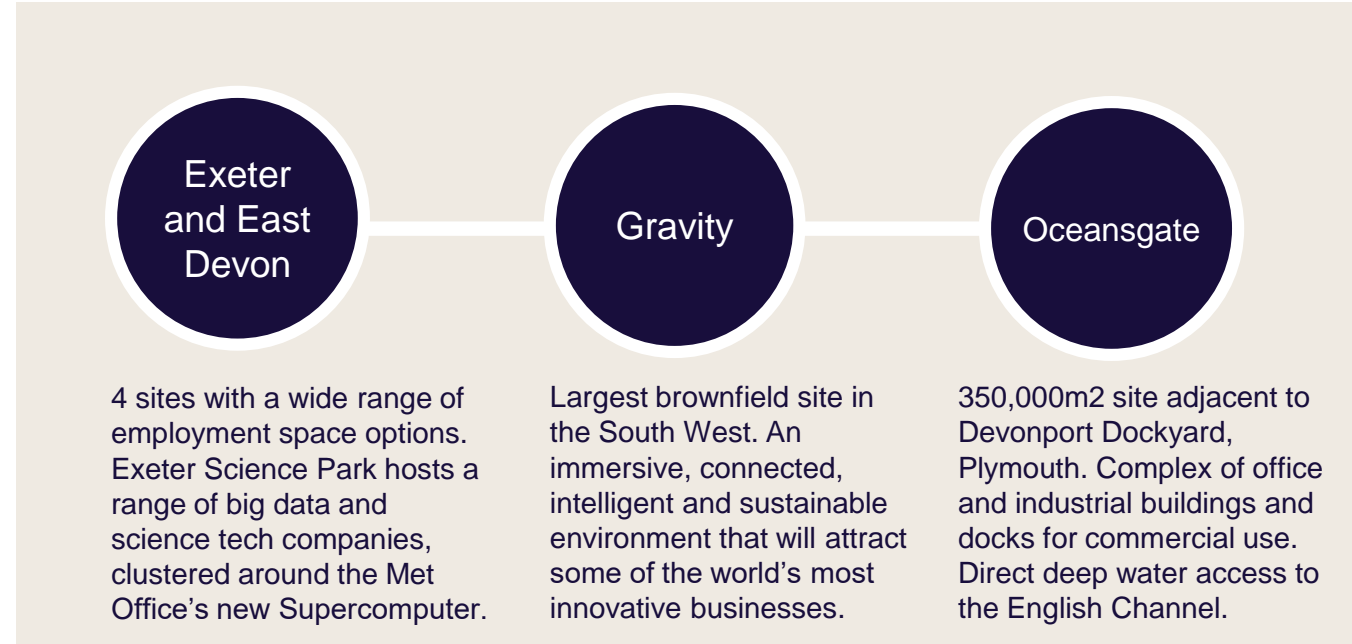 Exeter
and East
Devon
Gravity
Oceansgate
4 sites with a wide range of
employment space options.
Exeter Science Park hosts a
range of big data and
science tech companies,
clustered around the Met
Office's new Supercomputer.
Largest brownfield site in
the South West. An
immersive, connected,
intelligent and sustainable
environment that will attract
some of the world's most
innovative businesses.
350,000m2 site adjacent to
Devonport Dockyard,
Plymouth. Complex of office
and industrial buildings and
docks for commercial use.
Direct deep water access to
the English Channel.